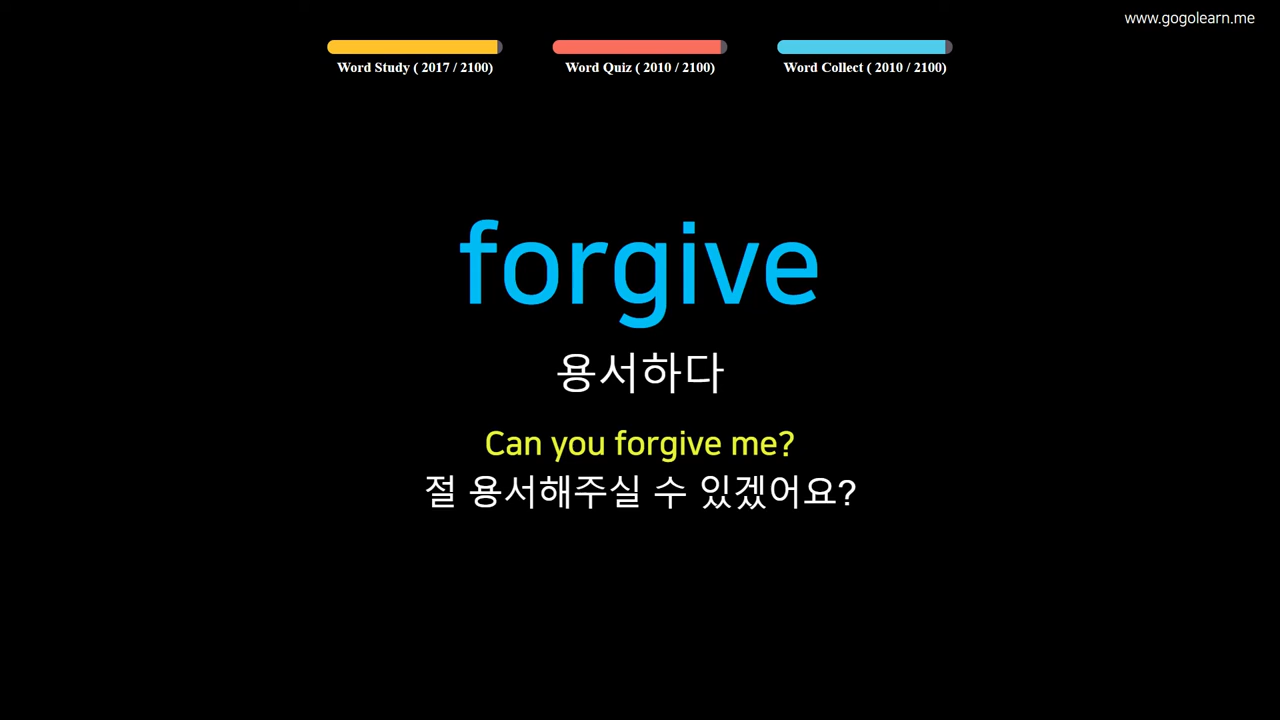 www.gogolearn.me
Word Study ( 2017 / 2100)
Word Quiz ( 2010 / 2100)
Word Collect ( 2010 / 2100)
forgive
용서하다
Can you forgive me?
절 용서해주실 수 있겠어요?